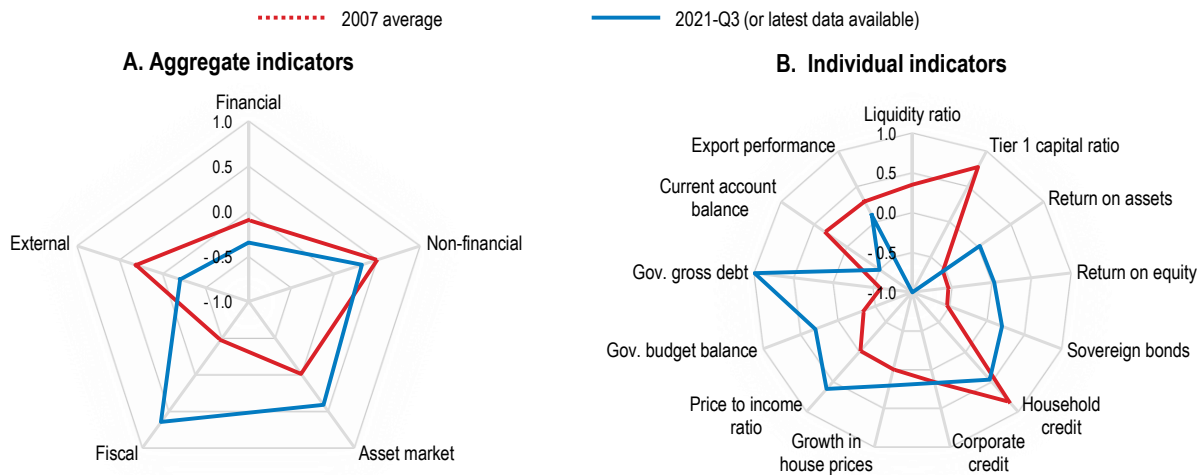 2007 average
2021-Q3 (or latest data available)
A. Aggregate indicators
Financial
1.0
0.5
0.0
- 0.5
- 1.0
External
Non-financial
Fiscal
Asset market
B. Individual indicators
Liquidity ratio
1.0
0.5
0.0
- 0.5
- 1.0
Export performance
Tier 1 capital ratio
Current account
balance
Return on assets
Gov. gross debt
Return on equity
Gov. budget balance
Sovereign bonds
Price to income
ratio
Household
credit
Growth in
house prices
Corporate
credit